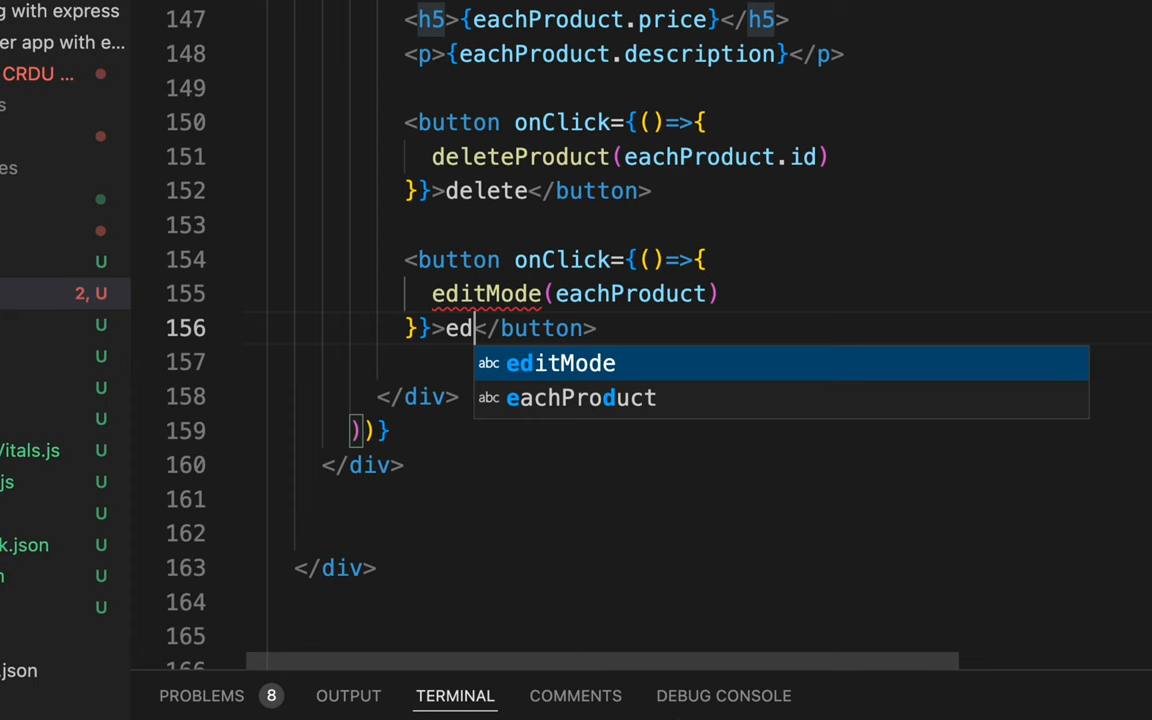 g with express
er app with e...
CRDU ...
s
es
2, U
U
U
U
U
U
Vitals.js
U
js
U
U
k.json
U
n
U
U
.json
147 <h5>{eachProduct.price}</h5>
148 <p>{eachProduct.description}</p>
149
150 <button onClick={()=>{
151 deleteProduct(eachProduct.id)
152 }}>delete</button>
153
154 <button onClick={()=>{
155 editMode(eachProduct)
156 }}>ed</button>
abc editMode
157
abc eachProduct
158 </div>
159 ))}
160 </div>
161
162
163 </div>
164
165
166
PROBLEMS 8 OUTPUT TERMINAL COMMENTS DEBUG CONSOLE